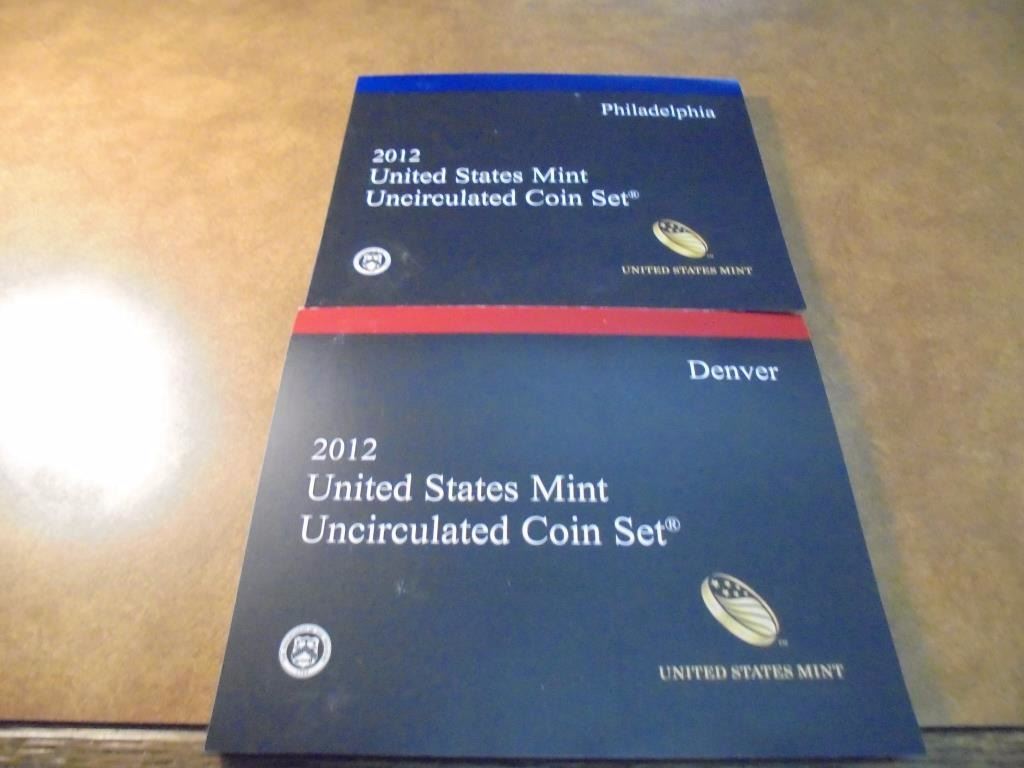 Philadelphia
2012
United States Mint
Uncirculated Coin Set®
UNITED STATES MINT
Denver
2012
United States Mint
Uncirculated Coin Set®
UNITED STATES MINT